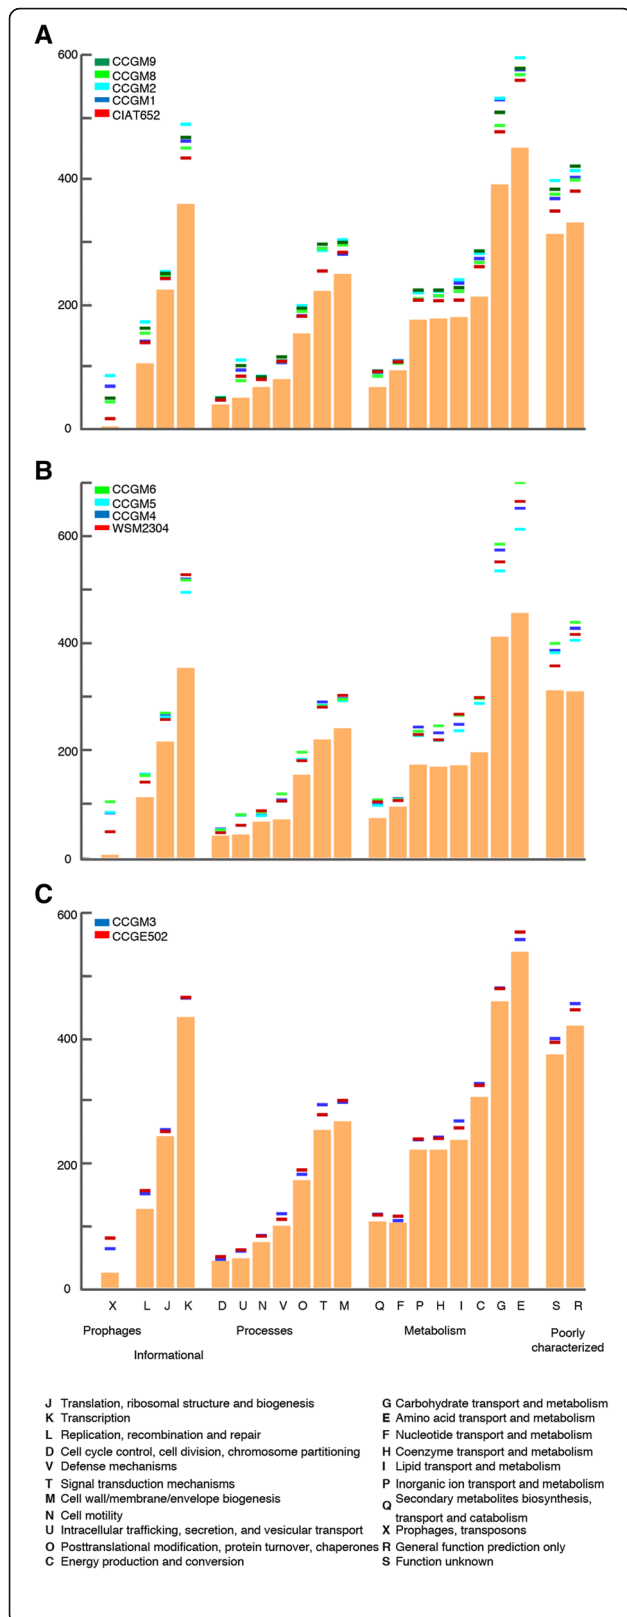 A
600
CCGM9
CCGM8
CCGM2
CCGM1
CIAT652
400
200
0
B
CCGM6
CCGM5
CCGM4
WSM2304
600
400
200
0
C
600
CCGM3
CCGE502
400
200
0
X L J K D U N V O T M Q F P H I C G E S R
Prophages Processes Metabolism Poorly
characterized
Informational
J Translation, ribosomal structure and biogenesis
K Transcription
L Replication, recombination and repair
D Cell cycle control, cell division, chromosome partitioning
V Defense mechanisms
T Signal transduction mechanisms
M Cell wall/membrane/envelope biogenesis
N Cell motility
U Intracellular trafficking, secretion, and vesicular transport
O Posttranslational modification, protein turnover, chaperones
C Energy production and conversion
G Carbohydrate transport and metabolism
E Amino acid transport and metabolism
F Nucleotide transport and metabolism
H Coenzyme transport and metabolism
I Lipid transport and metabolism
P Inorganic ion transport and metabolism
Q Secondary metabolites biosynthesis,
transport and catabolism
X Prophages, transposons
R General function prediction only
S Function unknown